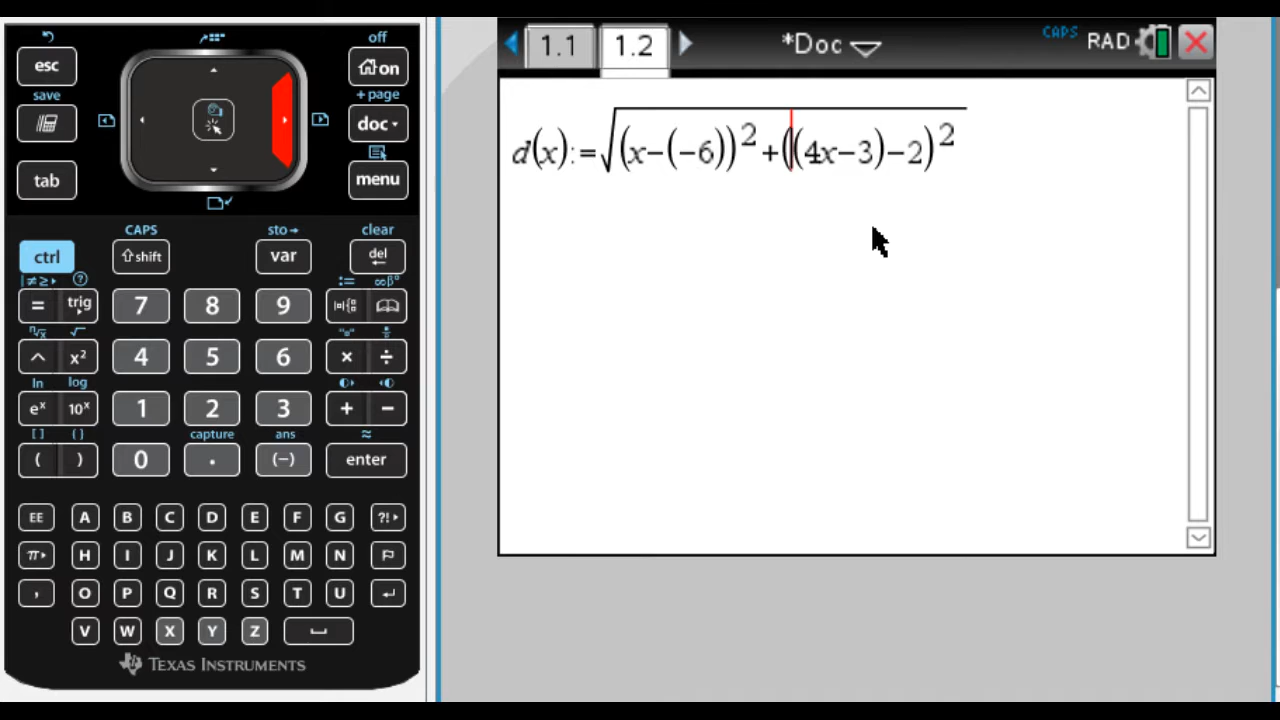 1.1 1.2 *Doc CAPS RAD
d(x):=√((x−(−6))²+((4x−3)−2)²)
off
esc on
save + page
doc
tab menu
CAPS sto→ clear
ctrl shift var del
|≠≥▸ ? := ∞β°
= trig 7 8 9
ⁿ√x √ "□"
^ x² 4 5 6 × ÷
ln log
eˣ 10ˣ 1 2 3 + −
[ ] { } capture ans ≈
( ) 0 . (−) enter
EE A B C D E F G ?!▸
π▸ H I J K L M N
, O P Q R S T U
V W X Y Z
TEXAS INSTRUMENTS